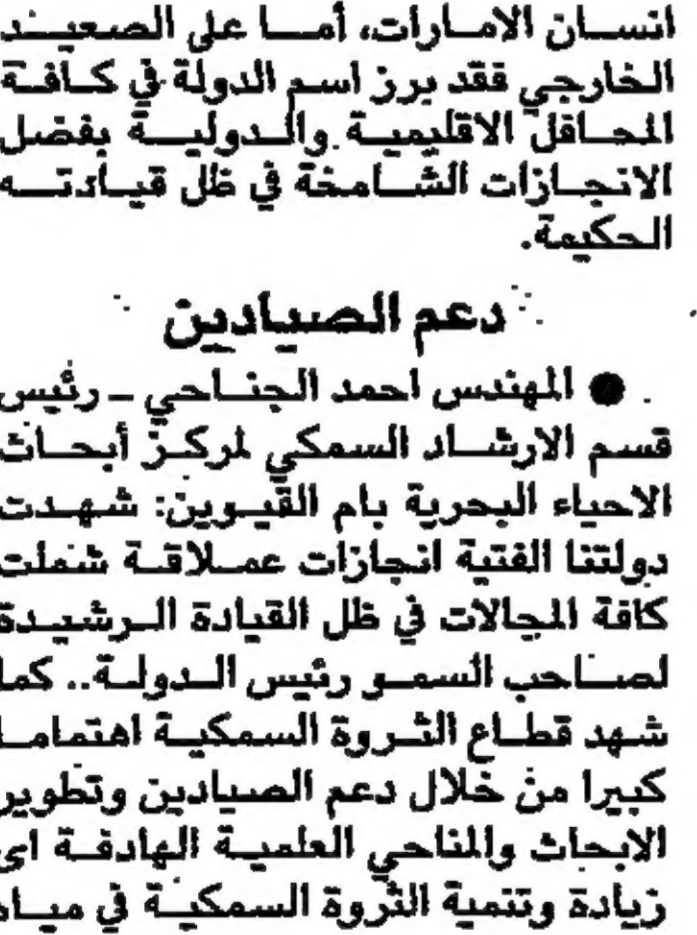 انسان الامارات، أما على الصعيد
الخارجي فقد برز اسم الدولة في كافة
المحافل الاقليمية والدولية بفضل
الانجازات الشامخة في ظل قيادته
الحكيمة.
دعم الصيادين
● المهندس احمد الجناحي - رئيس
قسم الارشاد السمكي لمركز أبحاث
الاحياء البحرية بام القيوين: شهدت
دولتنا الفتية انجازات عملاقة شملت
كافة المجالات في ظل القيادة الرشيدة
لصاحب السمو رئيس الدولة.. كما
شهد قطاع الثروة السمكية اهتماما
كبيرا من خلال دعم الصيادين وتطوير
الابحاث والمناحي العلمية الهادفة اى
زيادة وتنمية الثروة السمكية في مياه